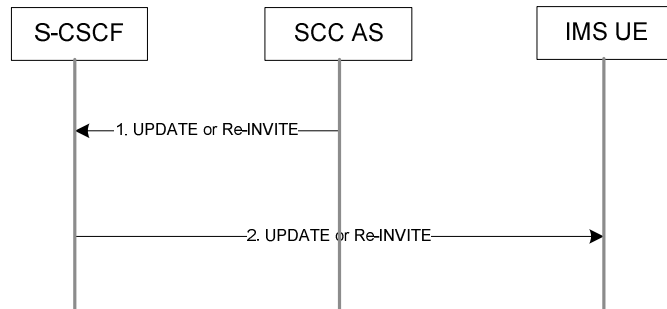 S-CSCF
SCC AS
IMS UE
1. UPDATE or Re-INVITE
2. UPDATE or Re-INVITE